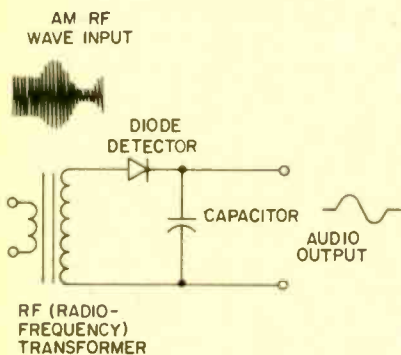 AM RF
WAVE INPUT
DIODE
DETECTOR
CAPACITOR
AUDIO
OUTPUT
RF (RADIO-
FREQUENCY)
TRANSFORMER